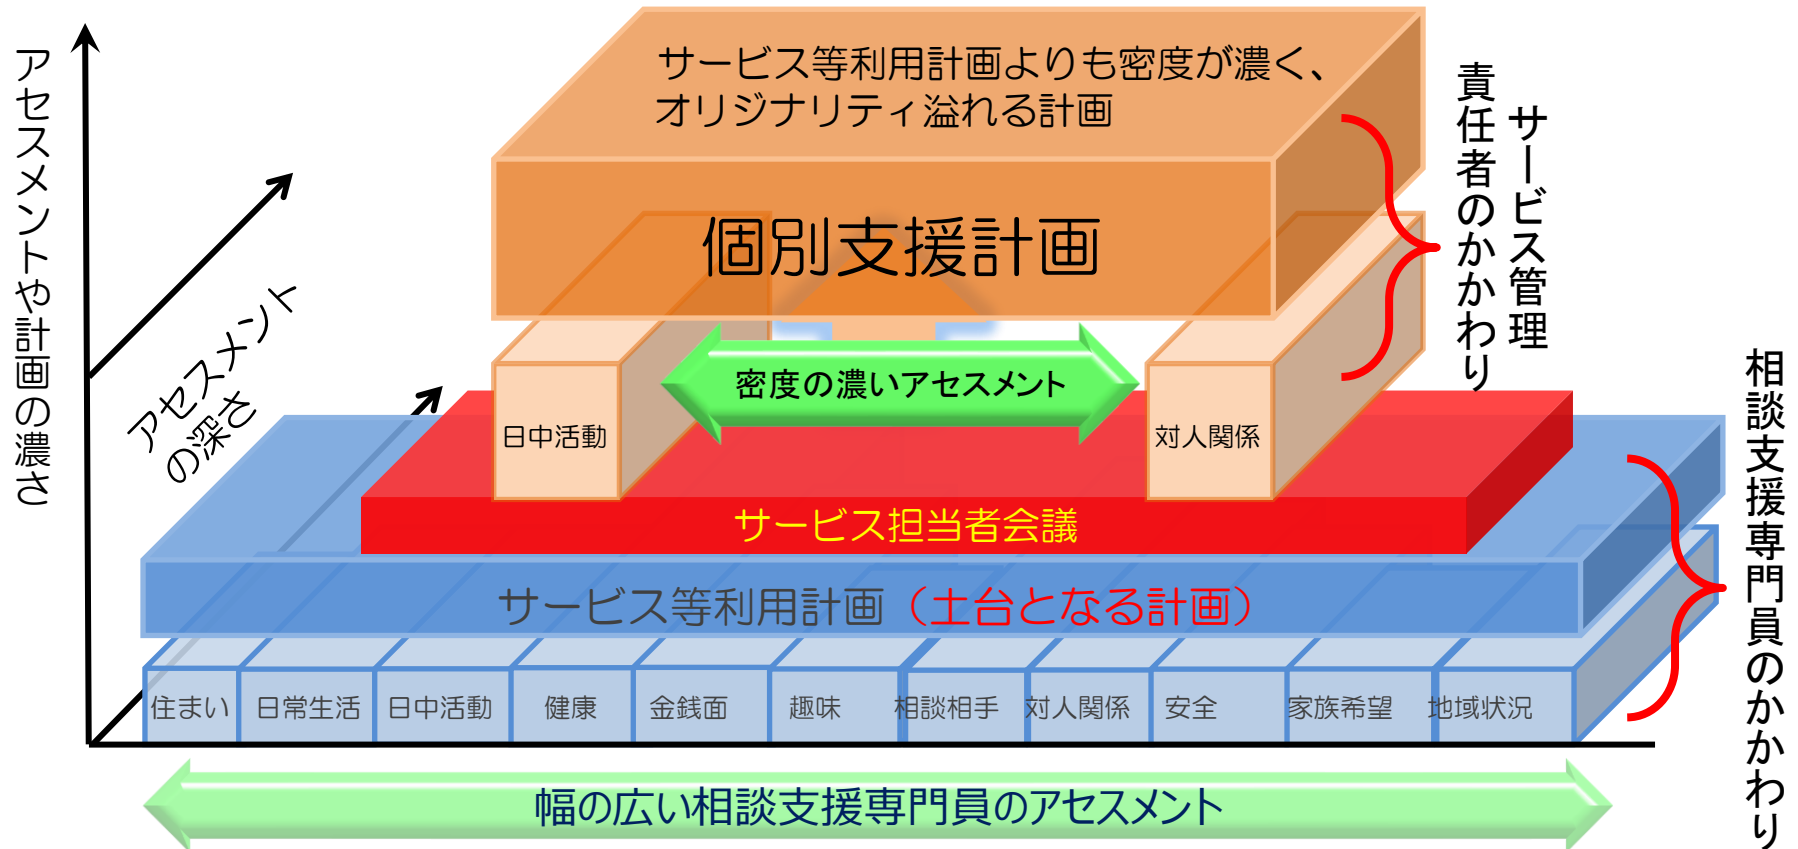 アセスメントや計画の濃さ
アセスメント
の深さ
サービス等利用計画よりも密度が濃く、
オリジナリティ溢れる計画
個別支援計画
サービス管理
責任者のかかわり
密度の濃いアセスメント
日中活動
対人関係
サービス担当者会議
サービス等利用計画（土台となる計画）
相談支援専門員のかかわり
住まい
日常生活
日中活動
健康
金銭面
趣味
相談相手
対人関係
安全
家族希望
地域状況
幅の広い相談支援専門員のアセスメント